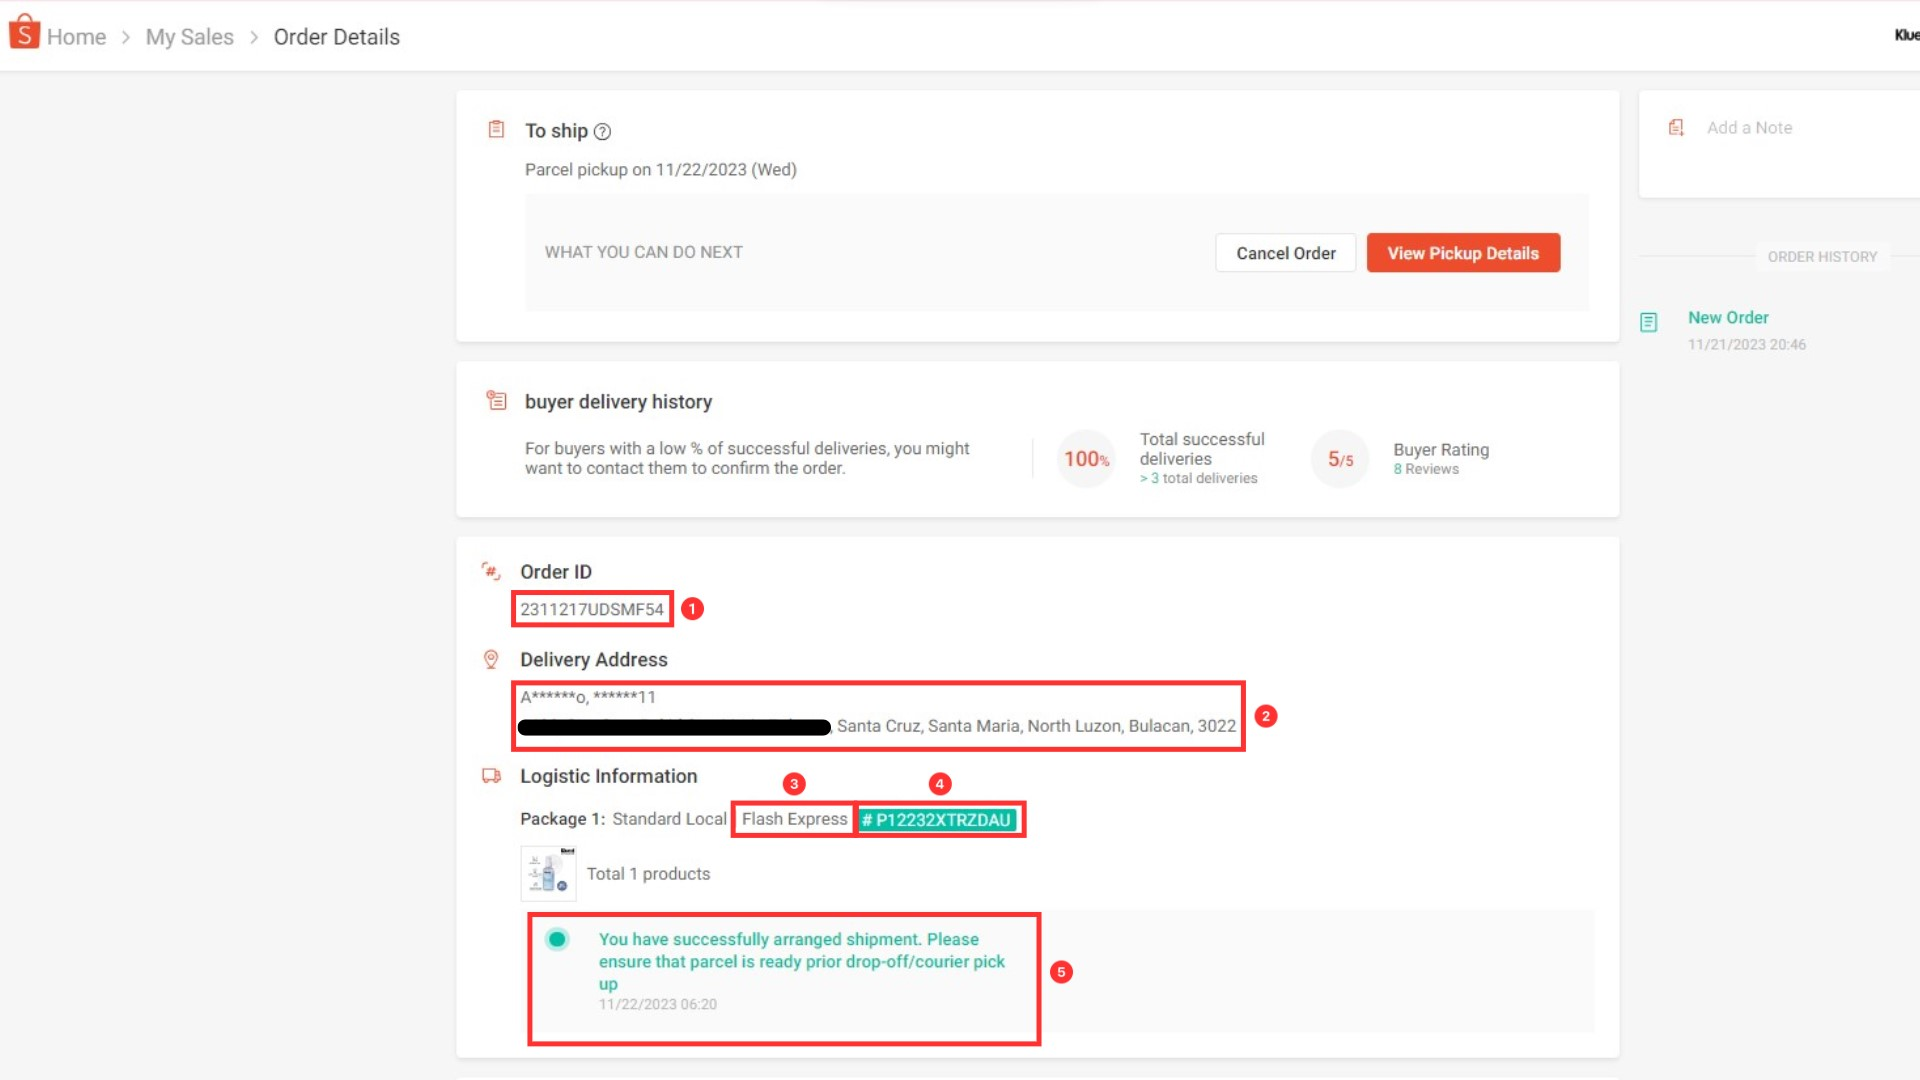 Home > My Sales > Order Details
Klue
To ship ?
Parcel pickup on 11/22/2023 (Wed)
WHAT YOU CAN DO NEXT
Cancel Order
View Pickup Details
Add a Note
ORDER HISTORY
New Order
11/21/2023 20:46
buyer delivery history
For buyers with a low % of successful deliveries, you might
want to contact them to confirm the order.
100%
Total successful
deliveries
> 3 total deliveries
5/5
Buyer Rating
8 Reviews
Order ID
2311217UDSMF54
1
Delivery Address
A******o, ******11
, Santa Cruz, Santa Maria, North Luzon, Bulacan, 3022
2
Logistic Information
3
4
Package 1: Standard Local Flash Express # P12232XTRZDAU
Total 1 products
You have successfully arranged shipment. Please
ensure that parcel is ready prior drop-off/courier pick
up
11/22/2023 06:20
5